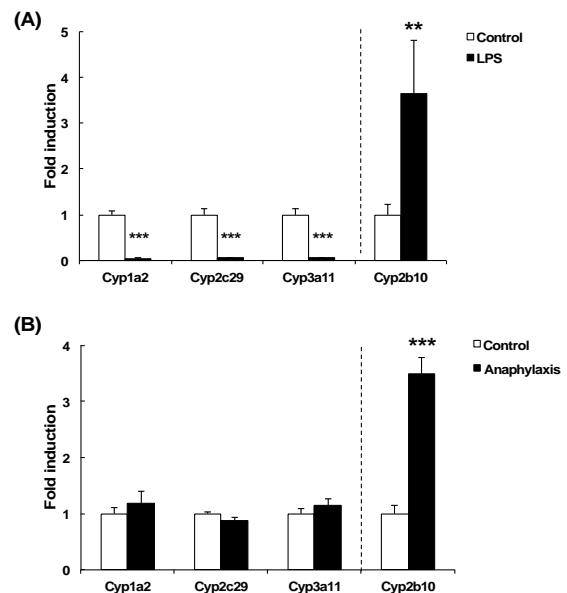 (A)
Fold induction
5
4
3
2
1
0
**
Control
LPS
***
***
***
Cyp1a2 Cyp2c29 Cyp3a11 Cyp2b10
(B)
Fold induction
4
3
2
1
0
***
Control
Anaphylaxis
Cyp1a2 Cyp2c29 Cyp3a11 Cyp2b10